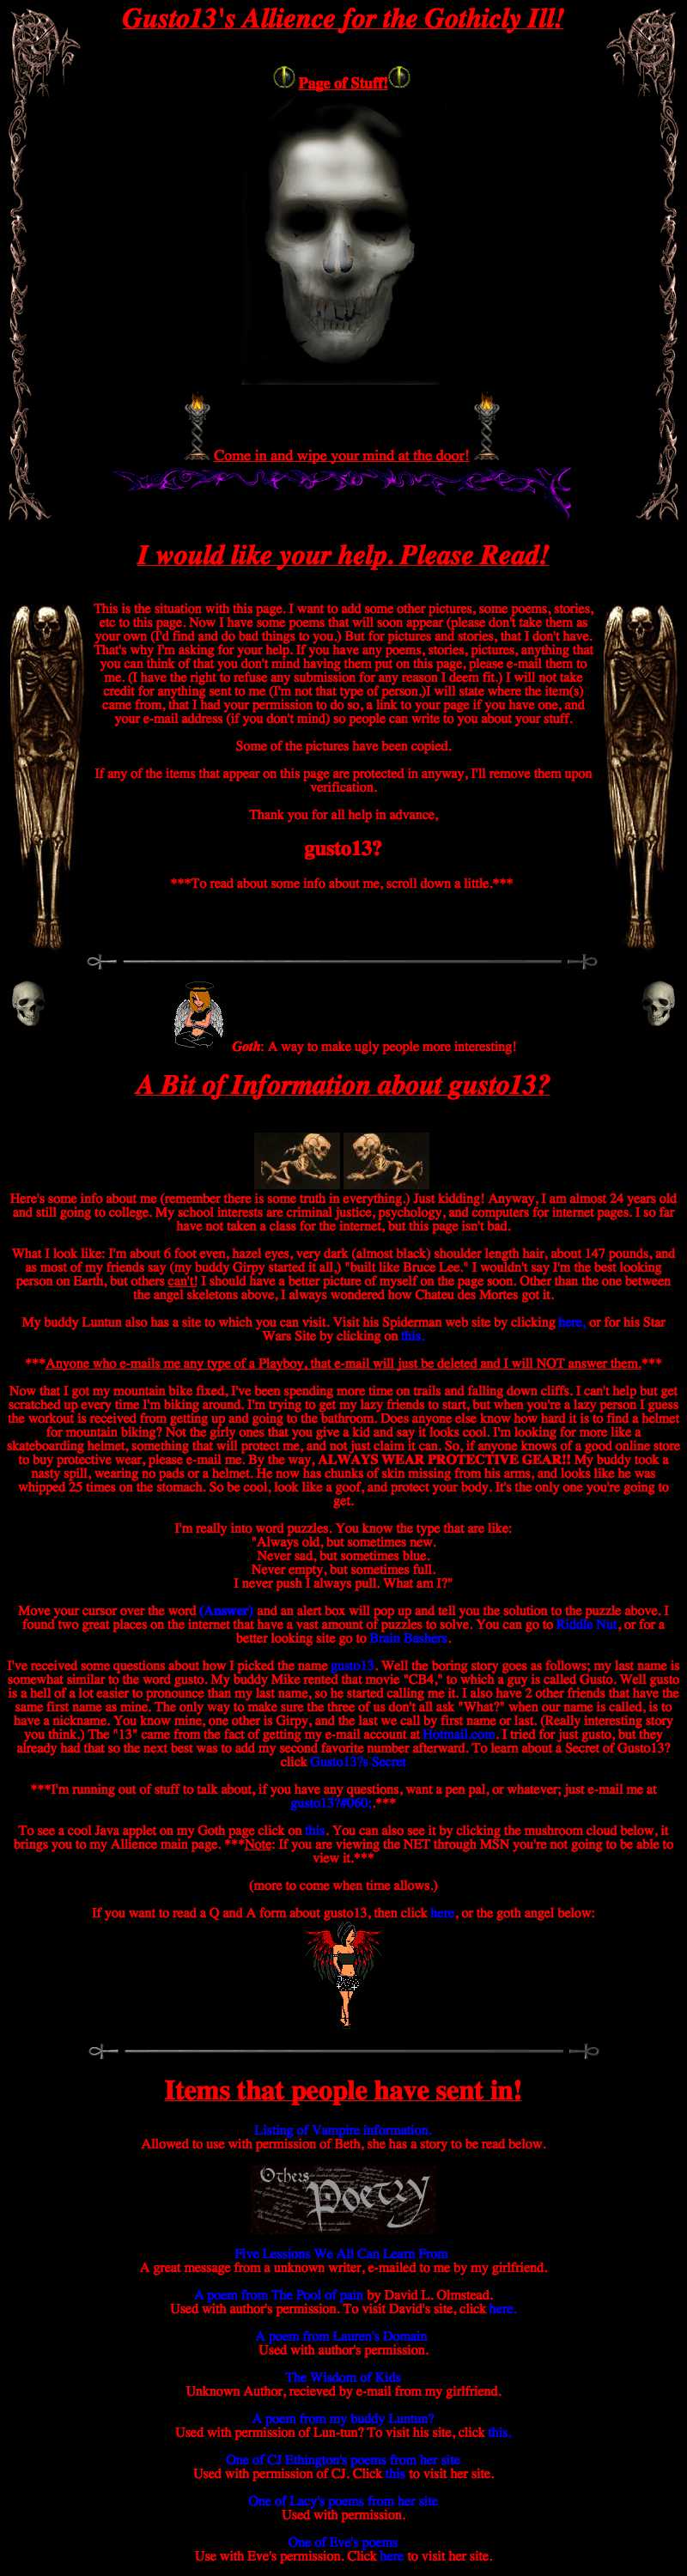 Gusto13's Allience for the Gothicly Ill!
Page of Stuff!
Come in and wipe your mind at the door!
I would like your help. Please Read!
This is the situation with this page. I want to add some other pictures, some poems, stories,
etc to this page. Now I have some poems that will soon appear (please don't take them as
your own (I'd find and do bad things to you.) But for pictures and stories, that I don't have.
That's why I'm asking for your help. If you have any poems, stories, pictures, anything that
you can think of that you don't mind having them put on this page, please e-mail them to
me. (I have the right to refuse any submission for any reason I deem fit.) I will not take
credit for anything sent to me (I'm not that type of person.)I will state where the item(s)
came from, that I had your permission to do so, a link to your page if you have one, and
your e-mail address (if you don't mind) so people can write to you about your stuff.
Some of the pictures have been copied.
If any of the items that appear on this page are protected in anyway, I'll remove them upon
verification.
Thank you for all help in advance,
gusto13?
***To read about some info about me, scroll down a little.***
Goth: A way to make ugly people more interesting!
A Bit of Information about gusto13?
Here's some info about me (remember there is some truth in everything.) Just kidding! Anyway, I am almost 24 years old
and still going to college. My school interests are criminal justice, psychology, and computers for internet pages. I so far
have not taken a class for the internet, but this page isn't bad.
What I look like: I'm about 6 foot even, hazel eyes, very dark (almost black) shoulder length hair, about 147 pounds, and
as most of my friends say (my buddy Girpy started it all,) "built like Bruce Lee." I wouldn't say I'm the best looking
person on Earth, but others can't! I should have a better picture of myself on the page soon. Other than the one between
the angel skeletons above, I always wondered how Chateu des Mortes got it.
My buddy Luntun also has a site to which you can visit. Visit his Spiderman web site by clicking here, or for his Star
Wars Site by clicking on this.
***Anyone who e-mails me any type of a Playboy, that e-mail will just be deleted and I will NOT answer them.***
Now that I got my mountain bike fixed, I've been spending more time on trails and falling down cliffs. I can't help but get
scratched up every time I'm biking around. I'm trying to get my lazy friends to start, but when you're a lazy person I guess
the workout is received from getting up and going to the bathroom. Does anyone else know how hard it is to find a helmet
for mountain biking? Not the girly ones that you give a kid and say it looks cool. I'm looking for more like a
skateboarding helmet, something that will protect me, and not just claim it can. So, if anyone knows of a good online store
to buy protective wear, please e-mail me. By the way, ALWAYS WEAR PROTECTIVE GEAR!! My buddy took a
nasty spill, wearing no pads or a helmet. He now has chunks of skin missing from his arms, and looks like he was
whipped 25 times on the stomach. So be cool, look like a goof, and protect your body. It's the only one you're going to
get.
I'm really into word puzzles. You know the type that are like:
"Always old, but sometimes new.
Never sad, but sometimes blue.
Never empty, but sometimes full.
I never push I always pull. What am I?"
Move your cursor over the word (Answer) and an alert box will pop up and tell you the solution to the puzzle above. I
found two great places on the internet that have a vast amount of puzzles to solve. You can go to Riddle Nut, or for a
better looking site go to Brain Bashers.
I've received some questions about how I picked the name gusto13. Well the boring story goes as follows; my last name is
somewhat similar to the word gusto. My buddy Mike rented that movie "CB4," to which a guy is called Gusto. Well gusto
is a hell of a lot easier to pronounce than my last name, so he started calling me it. I also have 2 other friends that have the
same first name as mine. The only way to make sure the three of us don't all ask "What?" when our name is called, is to
have a nickname. You know mine, one other is Girpy, and the last we call by first name or last. (Really interesting story
you think.) The "13" came from the fact of getting my e-mail account at Hotmail.com. I tried for just gusto, but they
already had that so the next best was to add my second favorite number afterward. To learn about a Secret of Gusto13?
click Gusto13?s Secret
***I'm running out of stuff to talk about, if you have any questions, want a pen pal, or whatever; just e-mail me at
gusto13?#060;.***
To see a cool Java applet on my Goth page click on this. You can also see it by clicking the mushroom cloud below, it
brings you to my Allience main page. ***Note: If you are viewing the NET through MSN you're not going to be able to
view it.***
(more to come when time allows.)
If you want to read a Q and A form about gusto13, then click here, or the goth angel below:
Items that people have sent in!
Listing of Vampire information.
Allowed to use with permission of Beth, she has a story to be read below.
Others Poetry
Five Lessions We All Can Learn From
A great message from a unknown writer, e-mailed to me by my girlfriend.
A poem from The Pool of pain by David L. Olmstead.
Used with author's permission. To visit David's site, click here.
A poem from Lauren's Domain
Used with author's permission.
The Wisdom of Kids
Unknown Author, recieved by e-mail from my girlfriend.
A poem from my buddy Luntun?
Used with permission of Lun-tun? To visit his site, click this.
One of CJ Ethington's poems from her site
Used with permission of CJ. Click this to visit her site.
One of Lacy's poems from her site
Used with permission.
One of Eve's poems
Use with Eve's permission. Click here to visit her site.